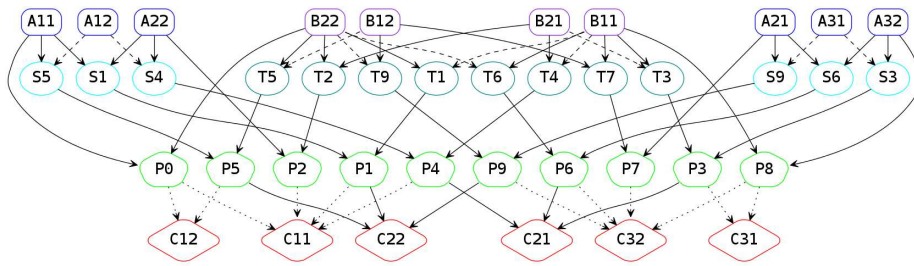 A11 A12 A22 B22 B12 B21 B11 A21 A31 A32
S5 S1 S4 T5 T2 T9 T1 T6 T4 T7 T3 S9 S6 S3
P0 P5 P2 P1 P4 P9 P6 P7 P3 P8
C12 C11 C22 C21 C32 C31